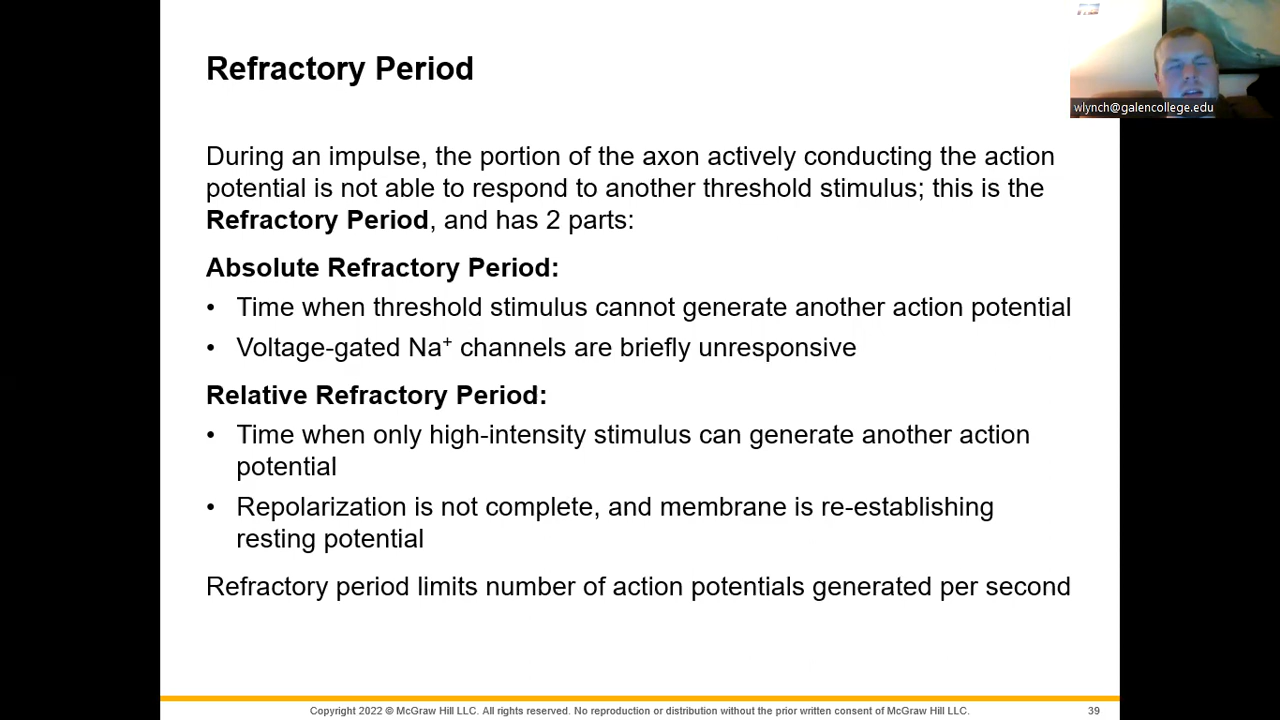 Refractory Period
wlynch@galencollege.edu
During an impulse, the portion of the axon actively conducting the action
potential is not able to respond to another threshold stimulus; this is the
Refractory Period, and has 2 parts:
Absolute Refractory Period:
• Time when threshold stimulus cannot generate another action potential
• Voltage-gated Na⁺ channels are briefly unresponsive
Relative Refractory Period:
• Time when only high-intensity stimulus can generate another action
potential
• Repolarization is not complete, and membrane is re-establishing
resting potential
Refractory period limits number of action potentials generated per second
Copyright 2022 © McGraw Hill LLC. All rights reserved. No reproduction or distribution without the prior written consent of McGraw Hill LLC.
39